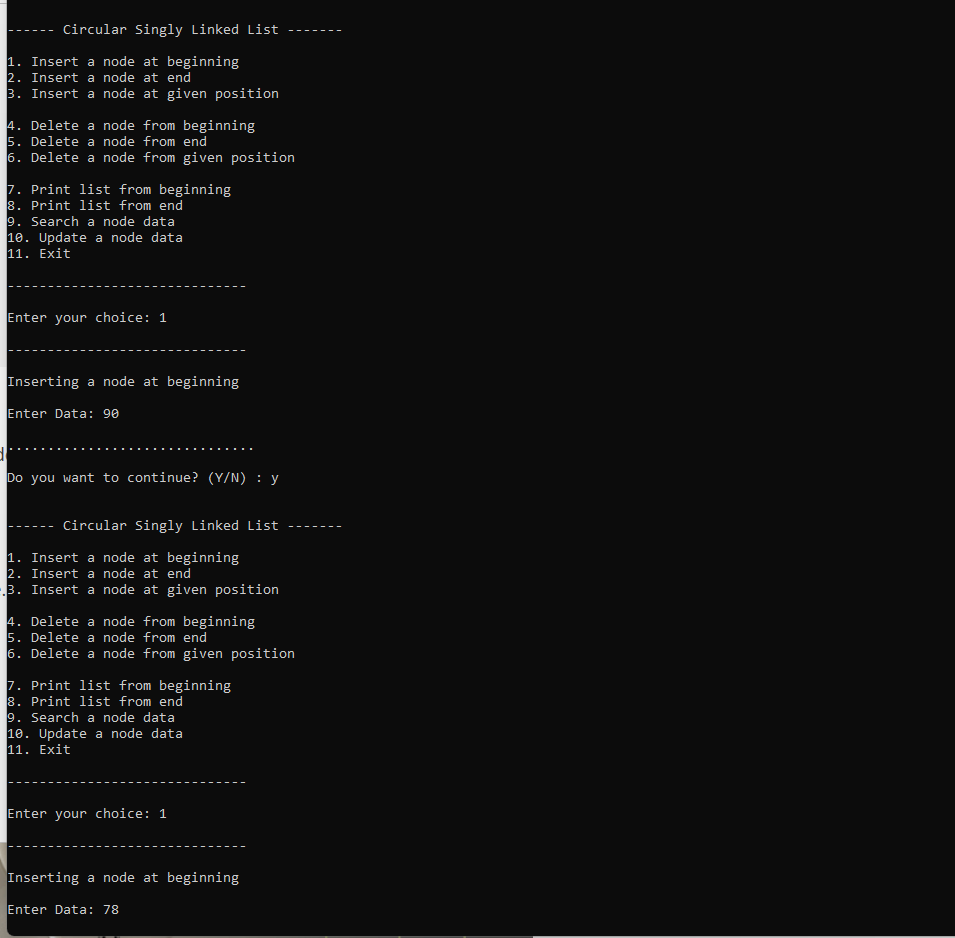 ------ Circular Singly Linked List -------
1. Insert a node at beginning
2. Insert a node at end
3. Insert a node at given position
4. Delete a node from beginning
5. Delete a node from end
6. Delete a node from given position
7. Print list from beginning
8. Print list from end
9. Search a node data
10. Update a node data
11. Exit
------------------------------
Enter your choice: 1
------------------------------
Inserting a node at beginning
Enter Data: 90
...............................
Do you want to continue? (Y/N) : y
------ Circular Singly Linked List -------
1. Insert a node at beginning
2. Insert a node at end
3. Insert a node at given position
4. Delete a node from beginning
5. Delete a node from end
6. Delete a node from given position
7. Print list from beginning
8. Print list from end
9. Search a node data
10. Update a node data
11. Exit
------------------------------
Enter your choice: 1
------------------------------
Inserting a node at beginning
Enter Data: 78